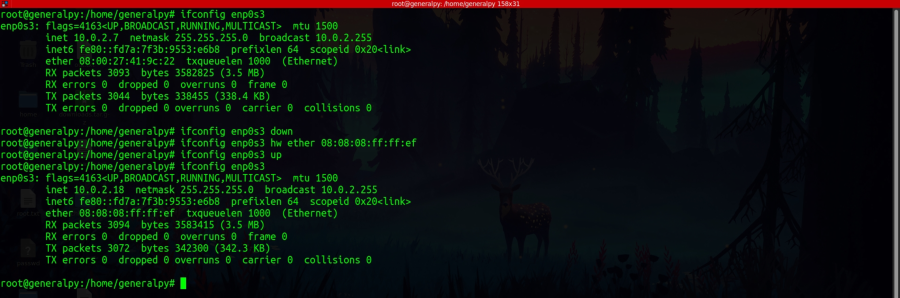 root@generalpy: /home/generalpy 158x31
root@generalpy:/home/generalpy# ifconfig enp0s3
enp0s3: flags=4163<UP,BROADCAST,RUNNING,MULTICAST>  mtu 1500
        inet 10.0.2.7  netmask 255.255.255.0  broadcast 10.0.2.255
        inet6 fe80::fd7a:7f3b:9553:e6b8  prefixlen 64  scopeid 0x20<link>
        ether 08:00:27:41:9c:22  txqueuelen 1000  (Ethernet)
        RX packets 3093  bytes 3582825 (3.5 MB)
        RX errors 0  dropped 0  overruns 0  frame 0
        TX packets 3044  bytes 338455 (338.4 KB)
        TX errors 0  dropped 0 overruns 0  carrier 0  collisions 0
root@generalpy:/home/generalpy# ifconfig enp0s3 down
root@generalpy:/home/generalpy# ifconfig enp0s3 hw ether 08:08:08:ff:ff:ef
root@generalpy:/home/generalpy# ifconfig enp0s3 up
root@generalpy:/home/generalpy# ifconfig enp0s3
enp0s3: flags=4163<UP,BROADCAST,RUNNING,MULTICAST>  mtu 1500
        inet 10.0.2.18  netmask 255.255.255.0  broadcast 10.0.2.255
        inet6 fe80::fd7a:7f3b:9553:e6b8  prefixlen 64  scopeid 0x20<link>
        ether 08:08:08:ff:ff:ef  txqueuelen 1000  (Ethernet)
        RX packets 3094  bytes 3583415 (3.5 MB)
        RX errors 0  dropped 0  overruns 0  frame 0
        TX packets 3072  bytes 342300 (342.3 KB)
        TX errors 0  dropped 0 overruns 0  carrier 0  collisions 0
root@generalpy:/home/generalpy#